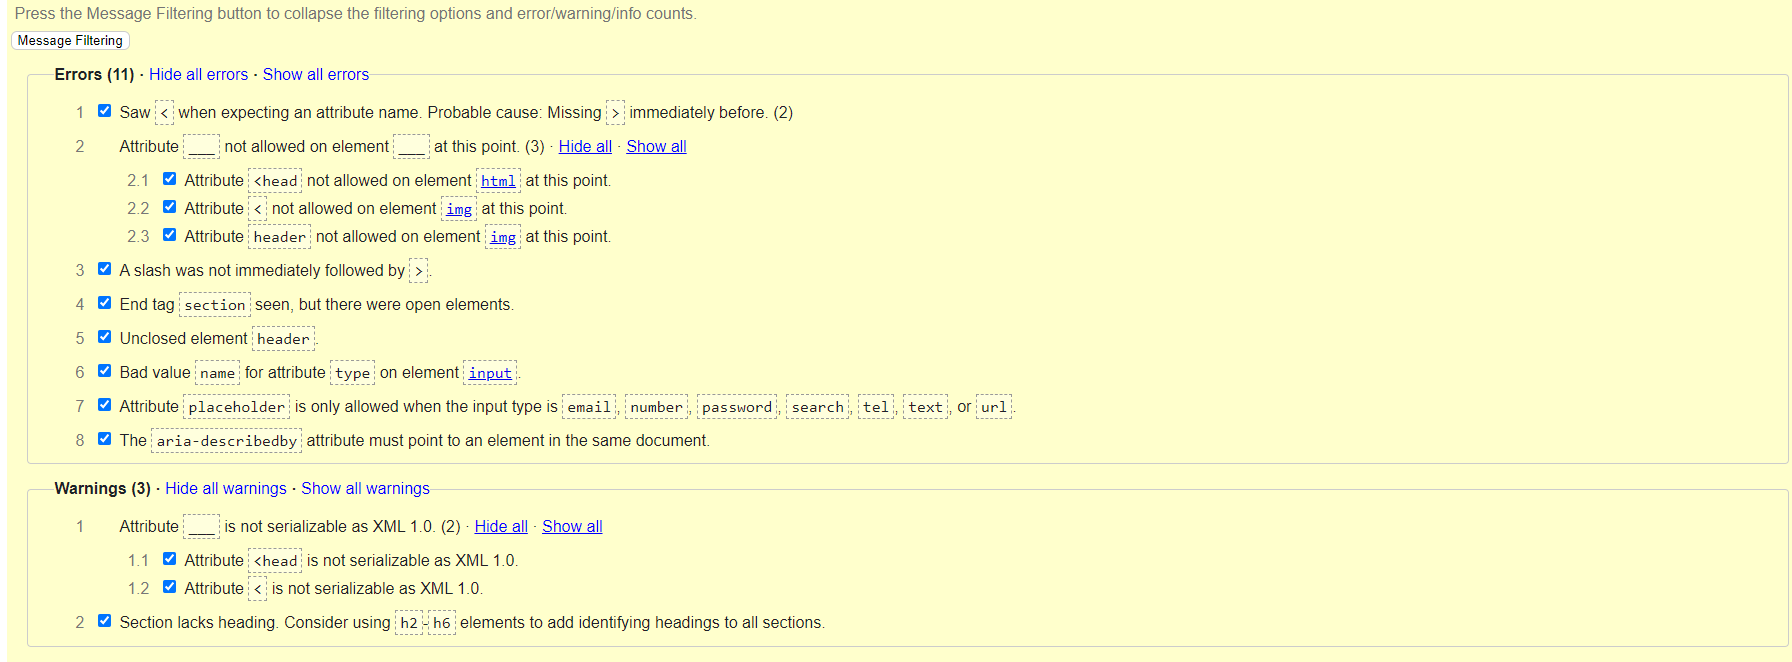 Press the Message Filtering button to collapse the filtering options and error/warning/info counts.
Message Filtering
Errors (11) · Hide all errors · Show all errors
1 Saw < when expecting an attribute name. Probable cause: Missing > immediately before. (2)
2 Attribute ___ not allowed on element ___ at this point. (3) · Hide all · Show all
2.1 Attribute <head not allowed on element html at this point.
2.2 Attribute < not allowed on element img at this point.
2.3 Attribute header not allowed on element img at this point.
3 A slash was not immediately followed by >.
4 End tag section seen, but there were open elements.
5 Unclosed element header.
6 Bad value name for attribute type on element input.
7 Attribute placeholder is only allowed when the input type is email, number, password, search, tel, text, or url.
8 The aria-describedby attribute must point to an element in the same document.
Warnings (3) · Hide all warnings · Show all warnings
1 Attribute ___ is not serializable as XML 1.0. (2) · Hide all · Show all
1.1 Attribute <head is not serializable as XML 1.0.
1.2 Attribute < is not serializable as XML 1.0.
2 Section lacks heading. Consider using h2-h6 elements to add identifying headings to all sections.